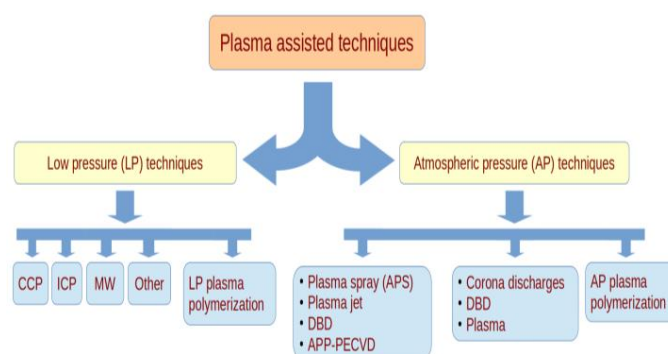 Plasma assisted techniques
Low pressure (LP) techniques
Atmospheric pressure (AP) techniques
CCP
ICP
MW
Other
LP plasma
polymerization
• Plasma spray (APS)
• Plasma jet
• DBD
• APP-PECVD
• Corona discharges
• DBD
• Plasma
AP plasma
polymerization